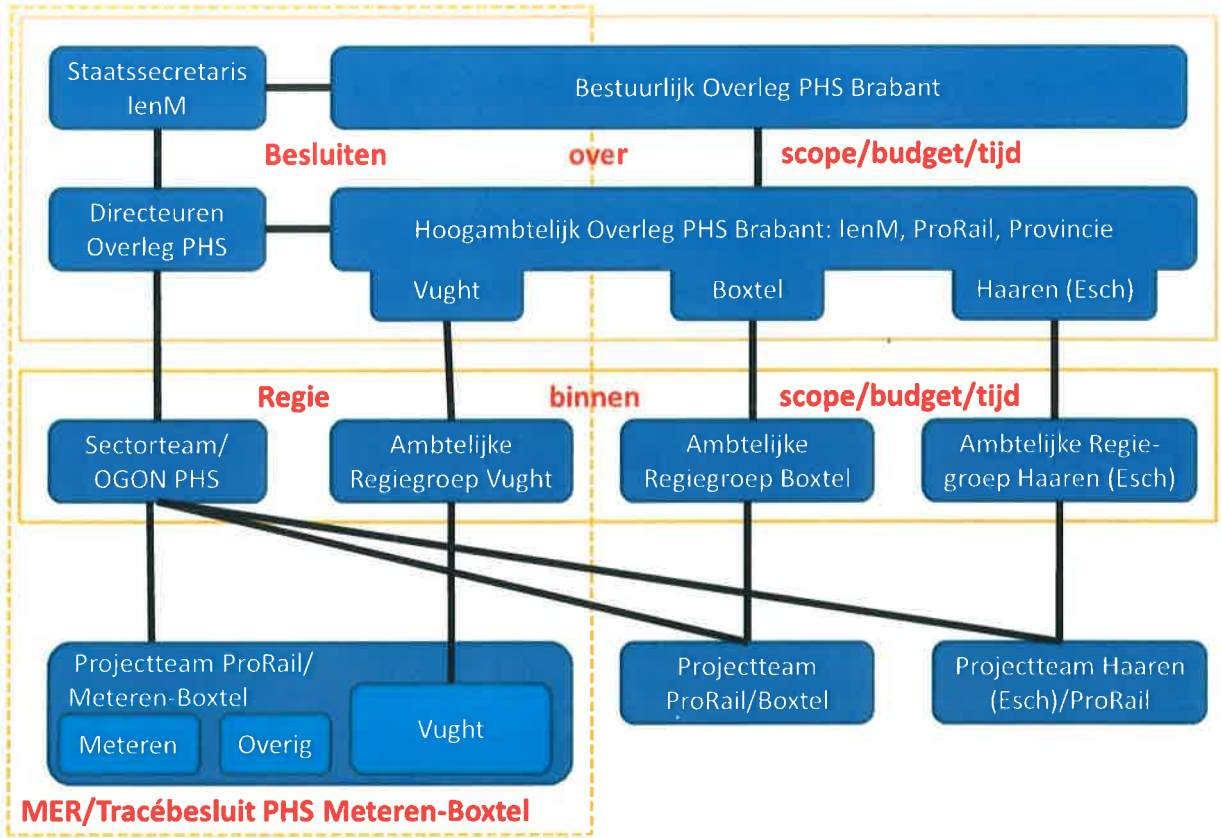 Staatssecretaris
IenM
Bestuurlijk Overleg PHS Brabant
Besluiten over scope/budget/tijd
Directeuren
Overleg PHS
Hoogambtelijk Overleg PHS Brabant: IenM, ProRail, Provincie
Vught
Boxtel
Haaren (Esch)
Regie binnen scope/budget/tijd
Sectorteam/
OGON PHS
Ambtelijke
Regiegroep Vught
Ambtelijke
Regiegroep Boxtel
Ambtelijke Regie-
groep Haaren (Esch)
Projectteam ProRail/
Meteren-Boxtel
Meteren
Overig
Vught
Projectteam
ProRail/Boxtel
Projectteam Haaren
(Esch)/ProRail
MER/Tracébesluit PHS Meteren-Boxtel